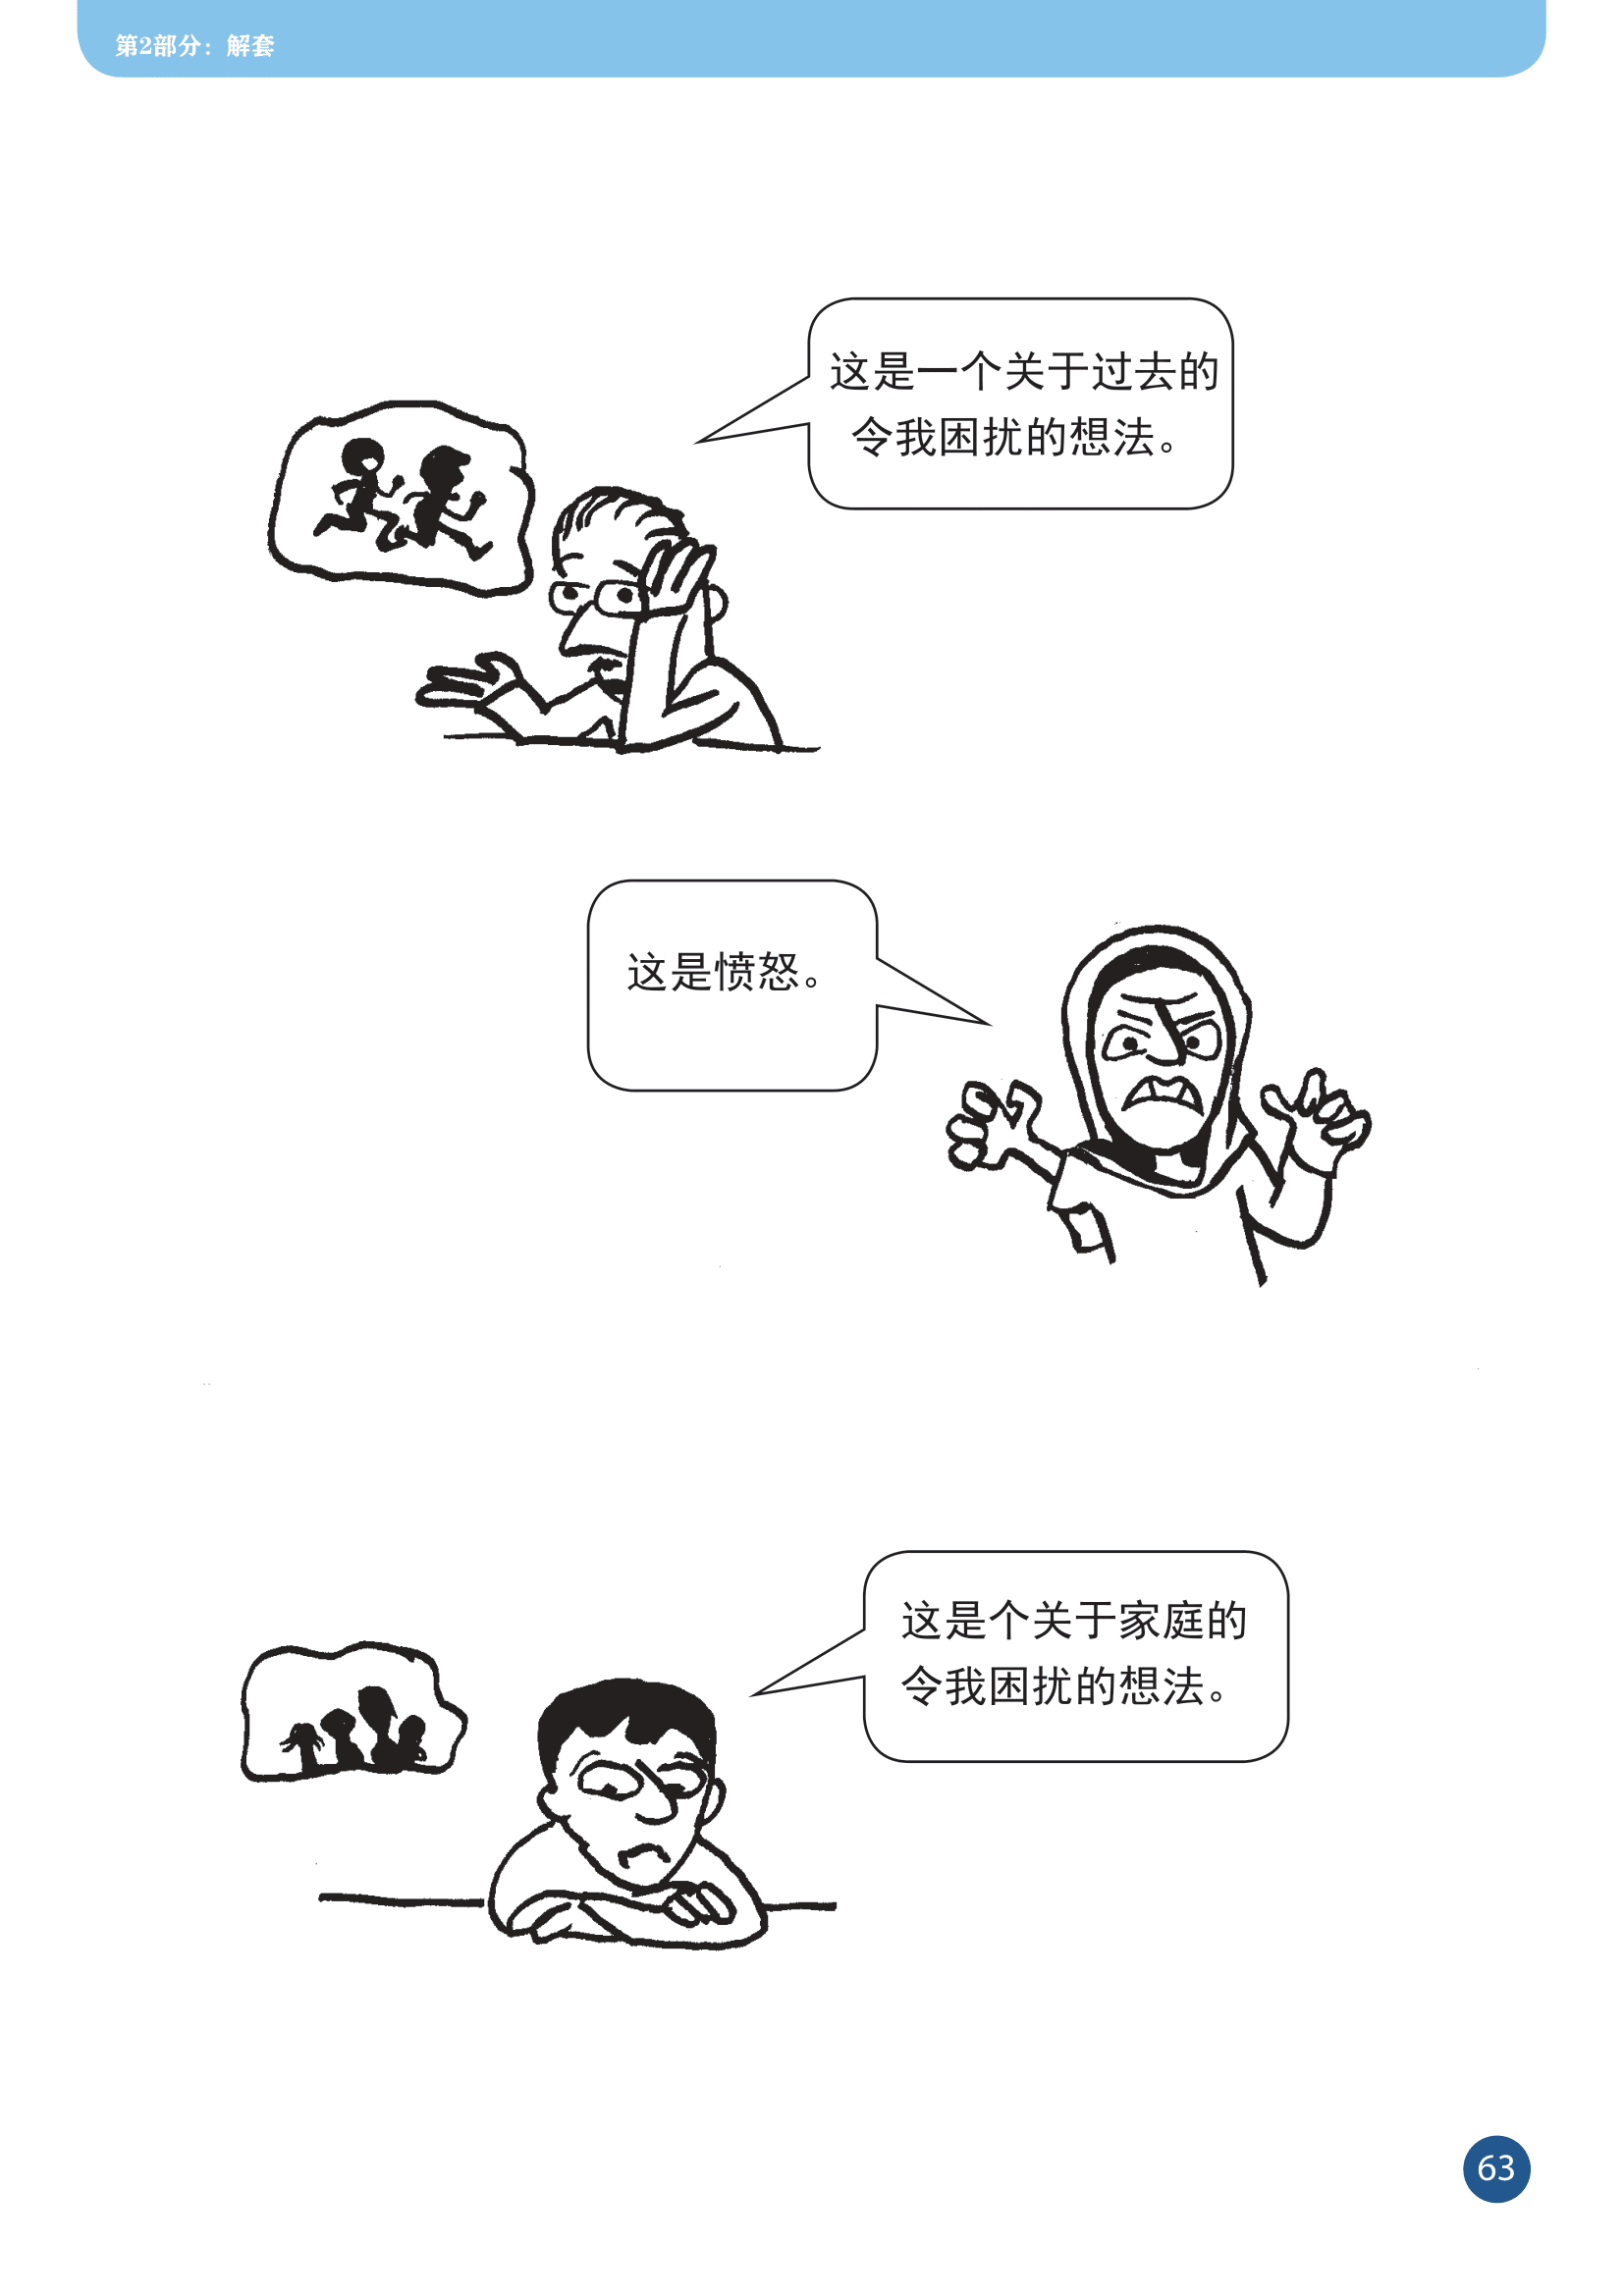 第2部分：解套
这是一个关于过去的
令我困扰的想法。
这是愤怒。
这是个关于家庭的
令我困扰的想法。
63